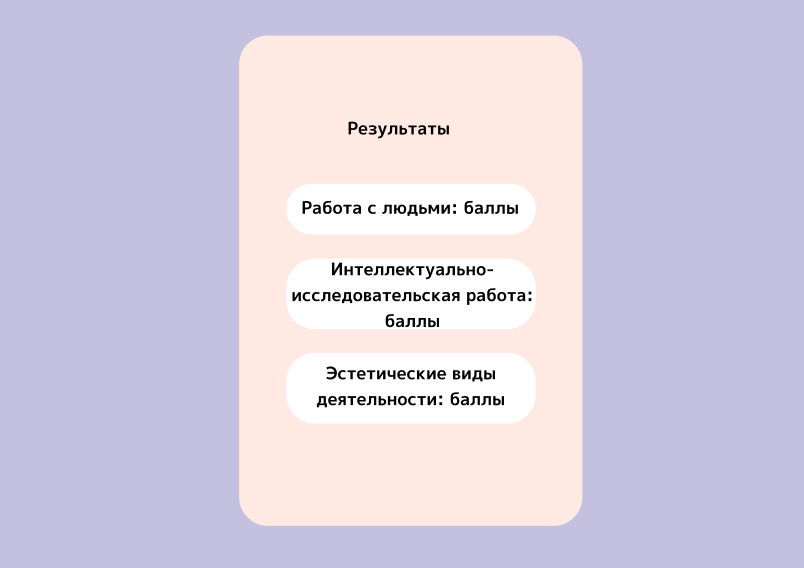 Результаты
Работа с людьми: баллы
Интеллектуально-
исследовательская работа:
баллы
Эстетические виды
деятельности: баллы